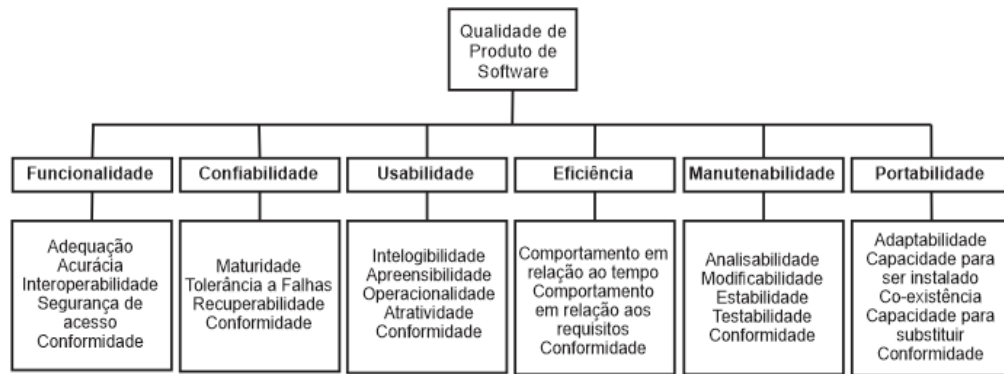 Qualidade de
Produto de
Software
Funcionalidade
Confiabilidade
Usabilidade
Eficiência
Manutenabilidade
Portabilidade
Adequação
Acurácia
Interoperabilidade
Segurança de
acesso
Conformidade
Maturidade
Tolerância a Falhas
Recuperabilidade
Conformidade
Intelogibilidade
Apreensibilidade
Operacionalidade
Atratividade
Conformidade
Comportamento em
relação ao tempo
Comportamento
em relação aos
requisitos
Conformidade
Analisabilidade
Modificabilidade
Estabilidade
Testabilidade
Conformidade
Adaptabilidade
Capacidade para
ser instalado
Co-existência
Capacidade para
substituir
Conformidade